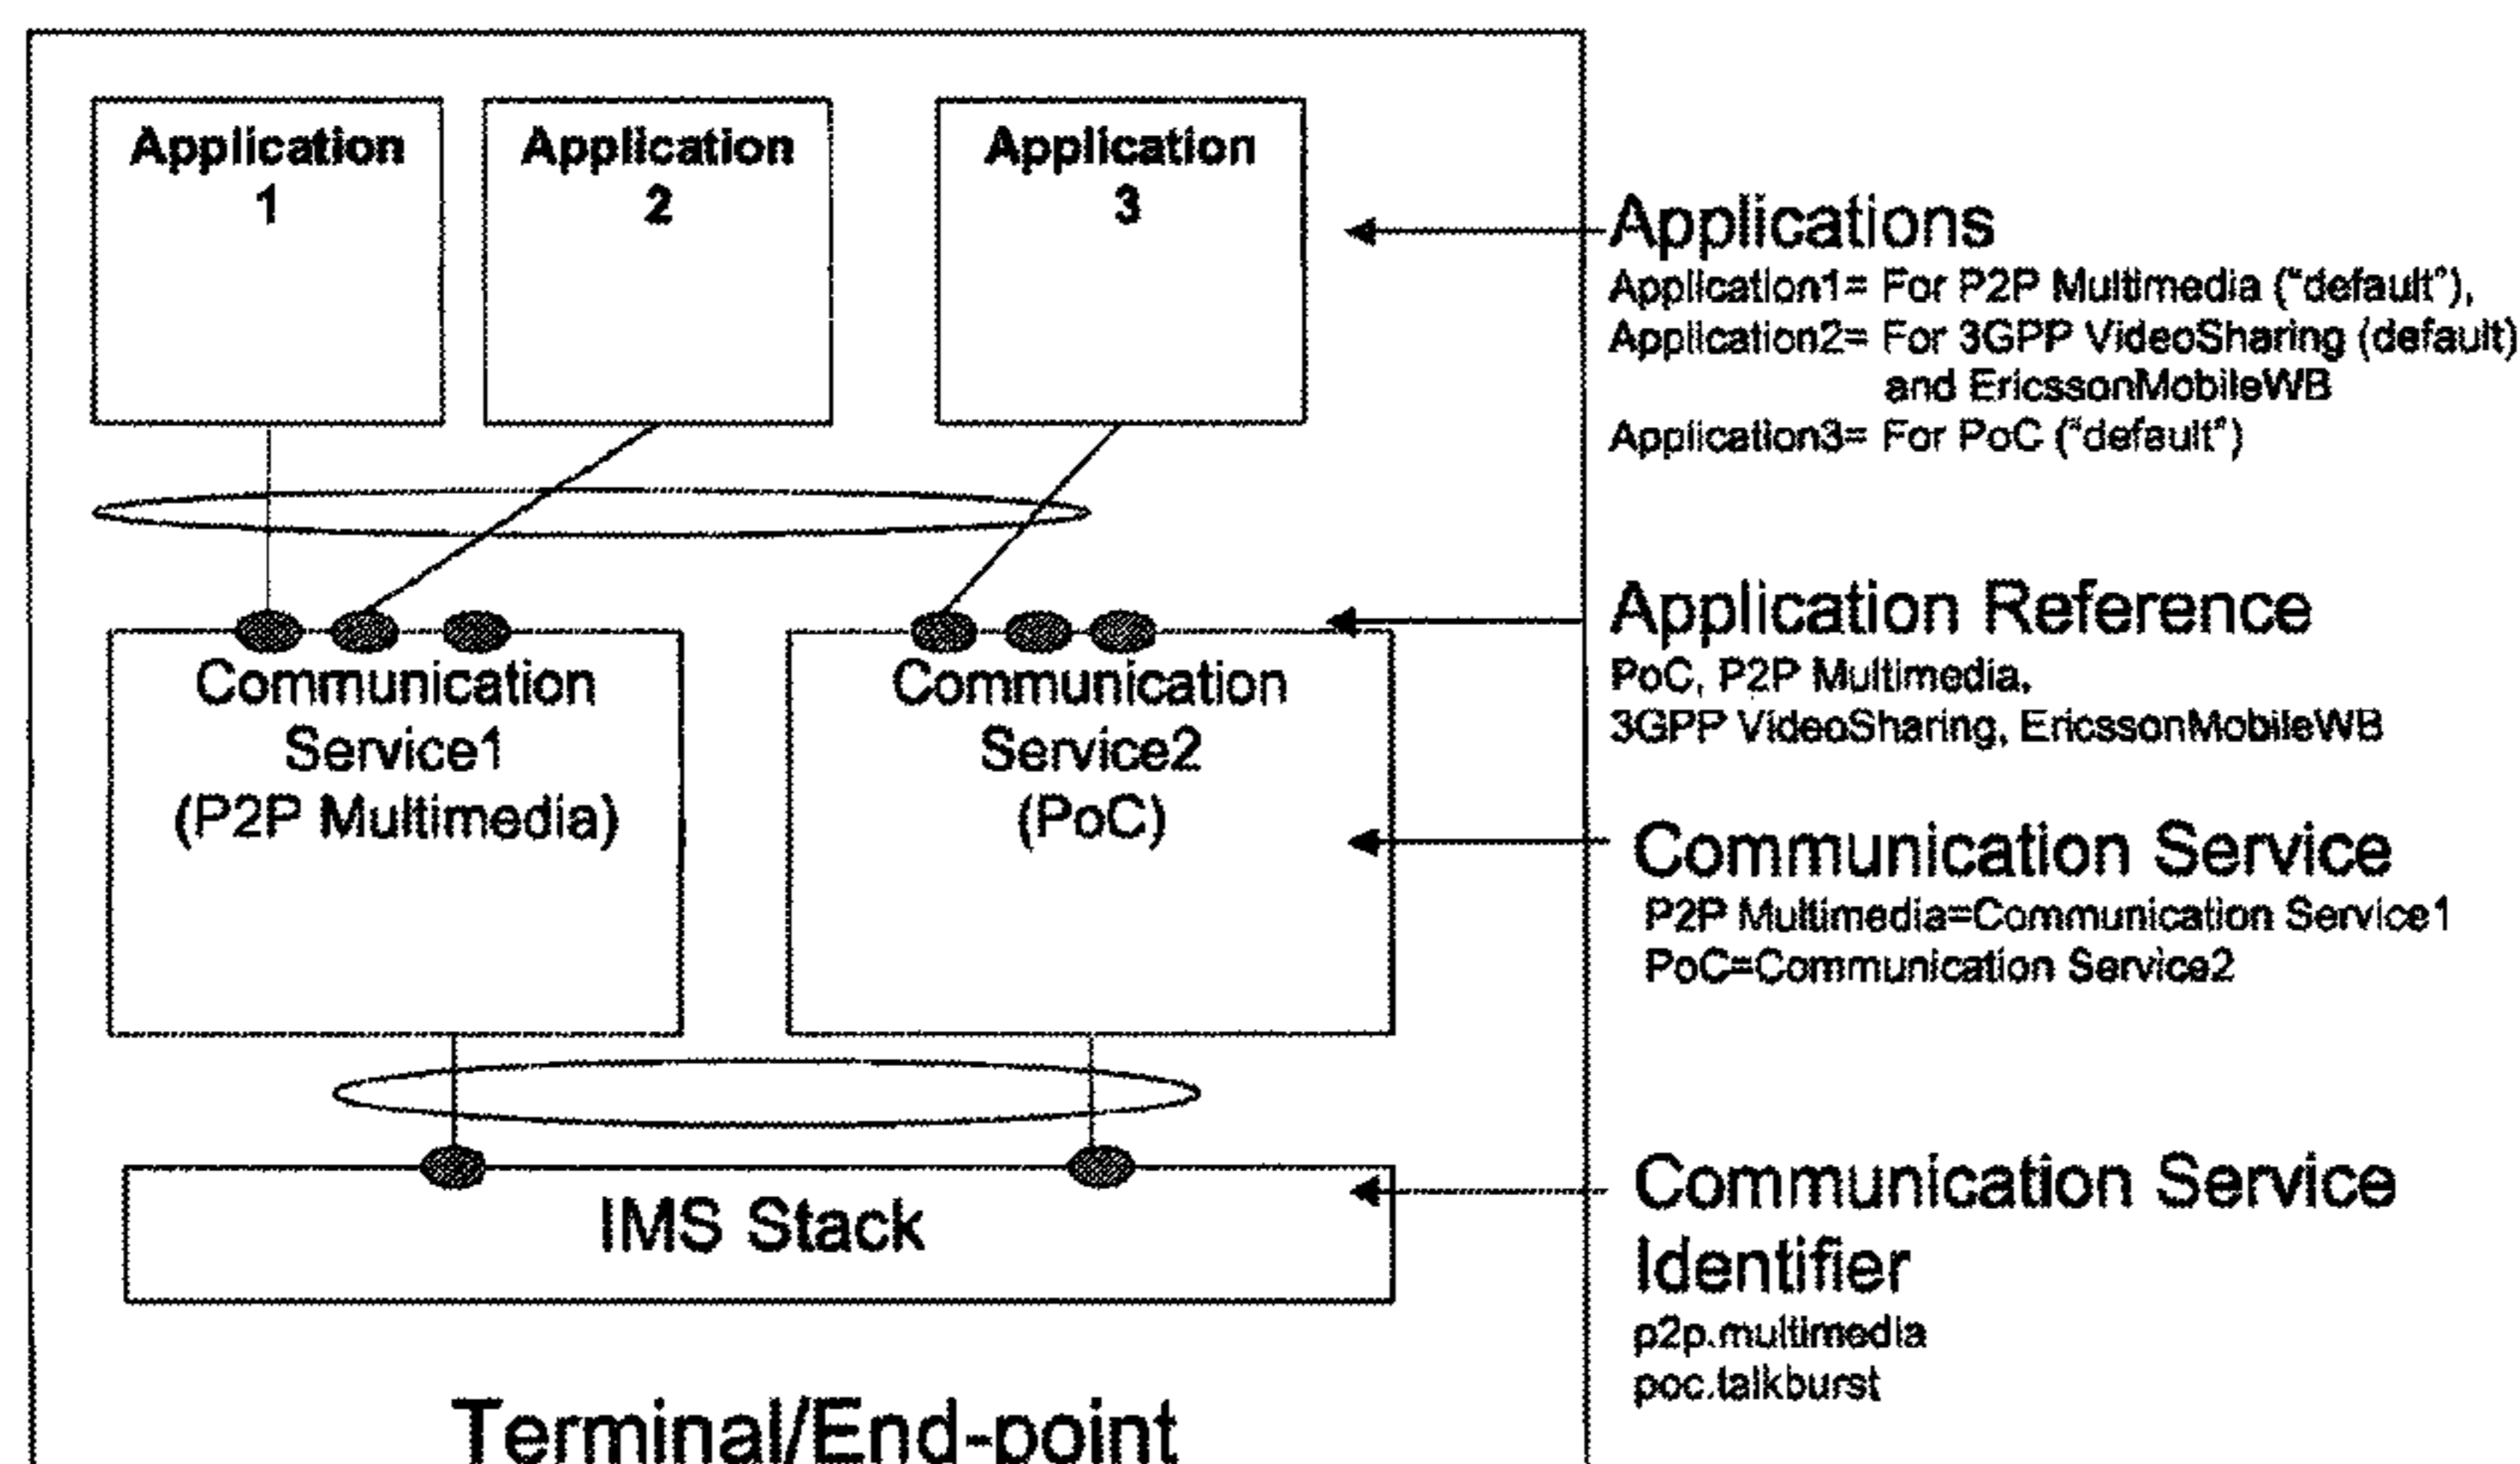 Application
1
Application
2
Application
3
Applications
Application1= For P2P Multimedia ("default"),
Application2= For 3GPP VideoSharing (default)
and EricssonMobileWB
Application3= For PoC ("default")
Application Reference
PoC, P2P Multimedia,
3GPP VideoSharing, EricssonMobileWB
Communication
Service1
(P2P Multimedia)
Communication
Service2
(PoC)
Communication Service
P2P Multimedia=Communication Service1
PoC=Communication Service2
IMS Stack
Communication Service
Identifier
p2p.multimedia
poc.talkburst
Terminal/End-point